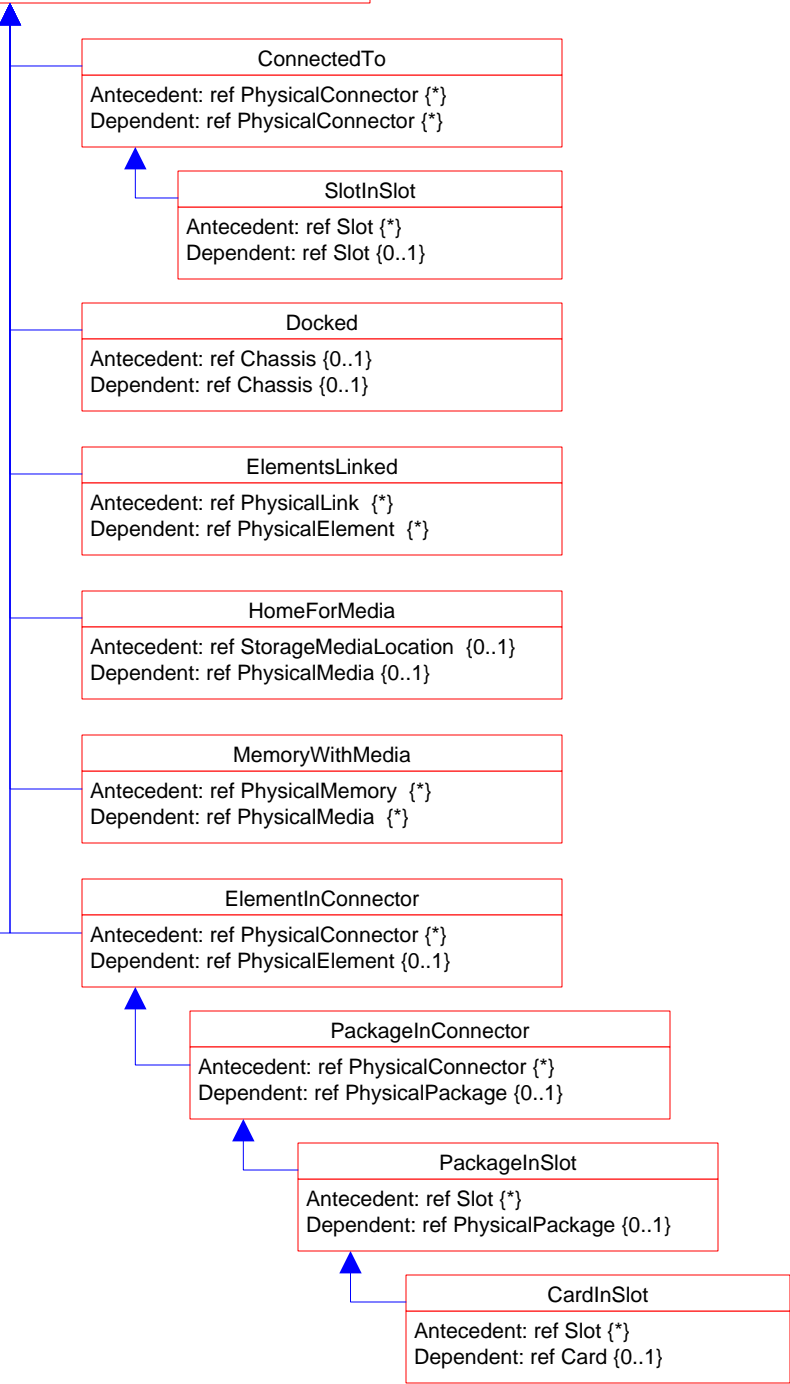 ConnectedTo
Antecedent: ref PhysicalConnector {*}
Dependent: ref PhysicalConnector {*}
SlotInSlot
Antecedent: ref Slot {*}
Dependent: ref Slot {0..1}
Docked
Antecedent: ref Chassis {0..1}
Dependent: ref Chassis {0..1}
ElementsLinked
Antecedent: ref PhysicalLink  {*}
Dependent: ref PhysicalElement  {*}
HomeForMedia
Antecedent: ref StorageMediaLocation  {0..1}
Dependent: ref PhysicalMedia {0..1}
MemoryWithMedia
Antecedent: ref PhysicalMemory  {*}
Dependent: ref PhysicalMedia  {*}
ElementInConnector
Antecedent: ref PhysicalConnector {*}
Dependent: ref PhysicalElement {0..1}
PackageInConnector
Antecedent: ref PhysicalConnector {*}
Dependent: ref PhysicalPackage {0..1}
PackageInSlot
Antecedent: ref Slot {*}
Dependent: ref PhysicalPackage {0..1}
CardInSlot
Antecedent: ref Slot {*}
Dependent: ref Card {0..1}